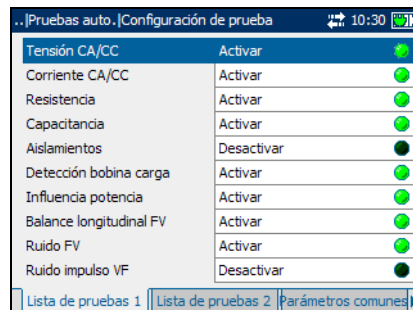 ..|Pruebas auto.|Configuración de prueba 10:30
Tensión CA/CC Activar
Corriente CA/CC Activar
Resistencia Activar
Capacitancia Activar
Aislamientos Desactivar
Detección bobina carga Activar
Influencia potencia Activar
Balance longitudinal FV Activar
Ruido FV Activar
Ruido impulso VF Desactivar
Lista de pruebas 1 Lista de pruebas 2 Parámetros comunes